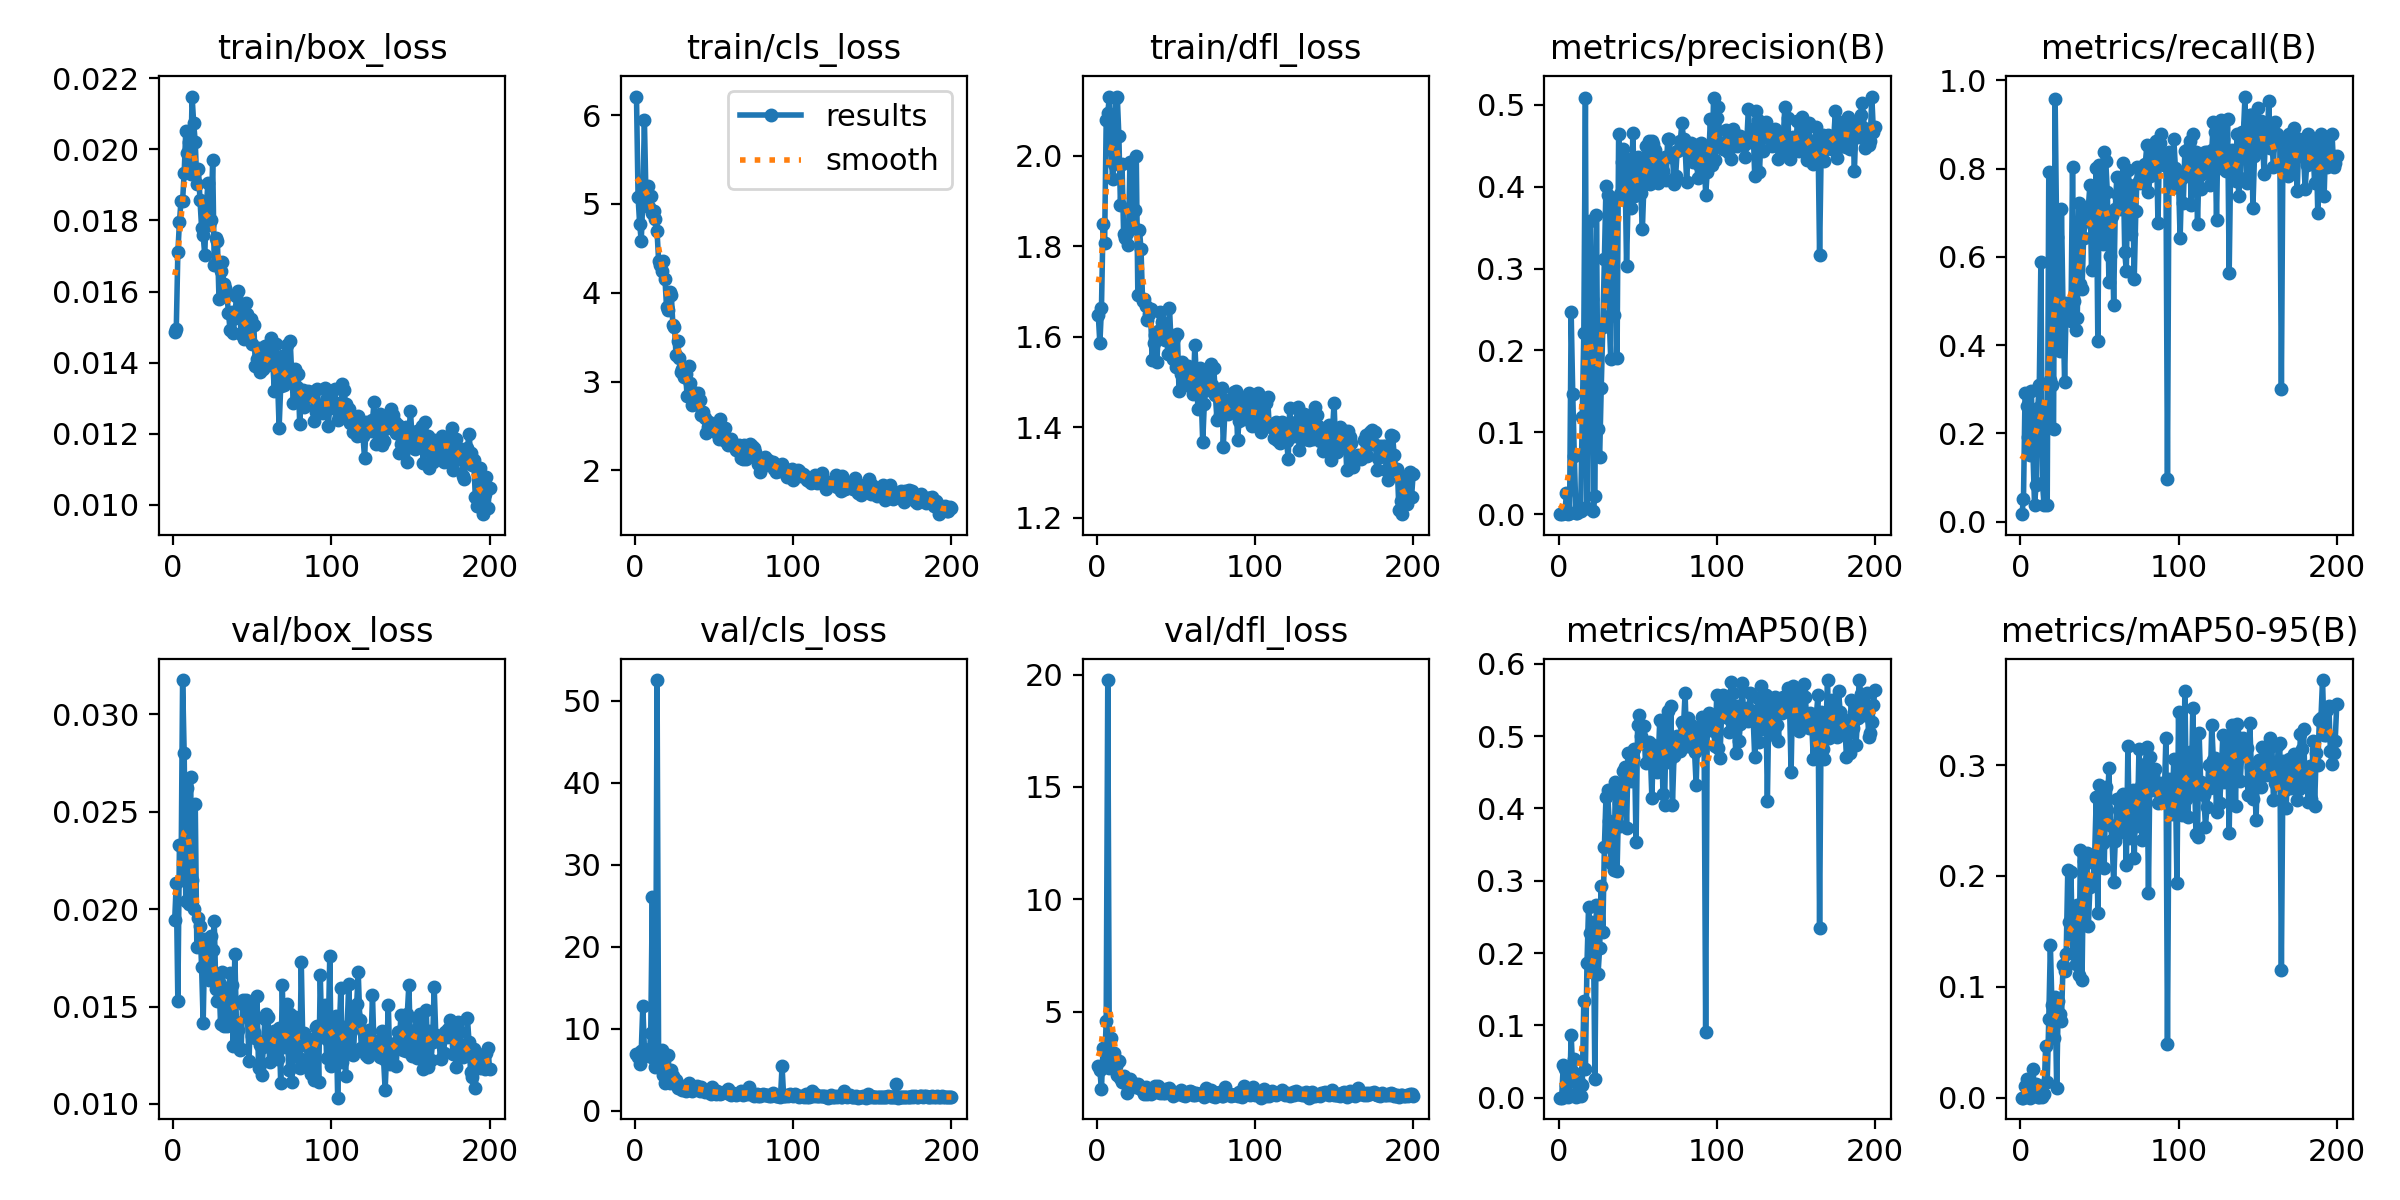 train/box_loss
0.022
0.020
0.018
0.016
0.014
0.012
0.010
0 100 200
train/cls_loss
6
5
4
3
2
0 100 200
results
smooth
train/dfl_loss
2.0
1.8
1.6
1.4
1.2
0 100 200
metrics/precision(B)
0.5
0.4
0.3
0.2
0.1
0.0
0 100 200
metrics/recall(B)
1.0
0.8
0.6
0.4
0.2
0.0
0 100 200
val/box_loss
0.030
0.025
0.020
0.015
0.010
0 100 200
val/cls_loss
50
40
30
20
10
0
0 100 200
val/dfl_loss
20
15
10
5
0 100 200
metrics/mAP50(B)
0.6
0.5
0.4
0.3
0.2
0.1
0.0
0 100 200
metrics/mAP50-95(B)
0.3
0.2
0.1
0.0
0 100 200